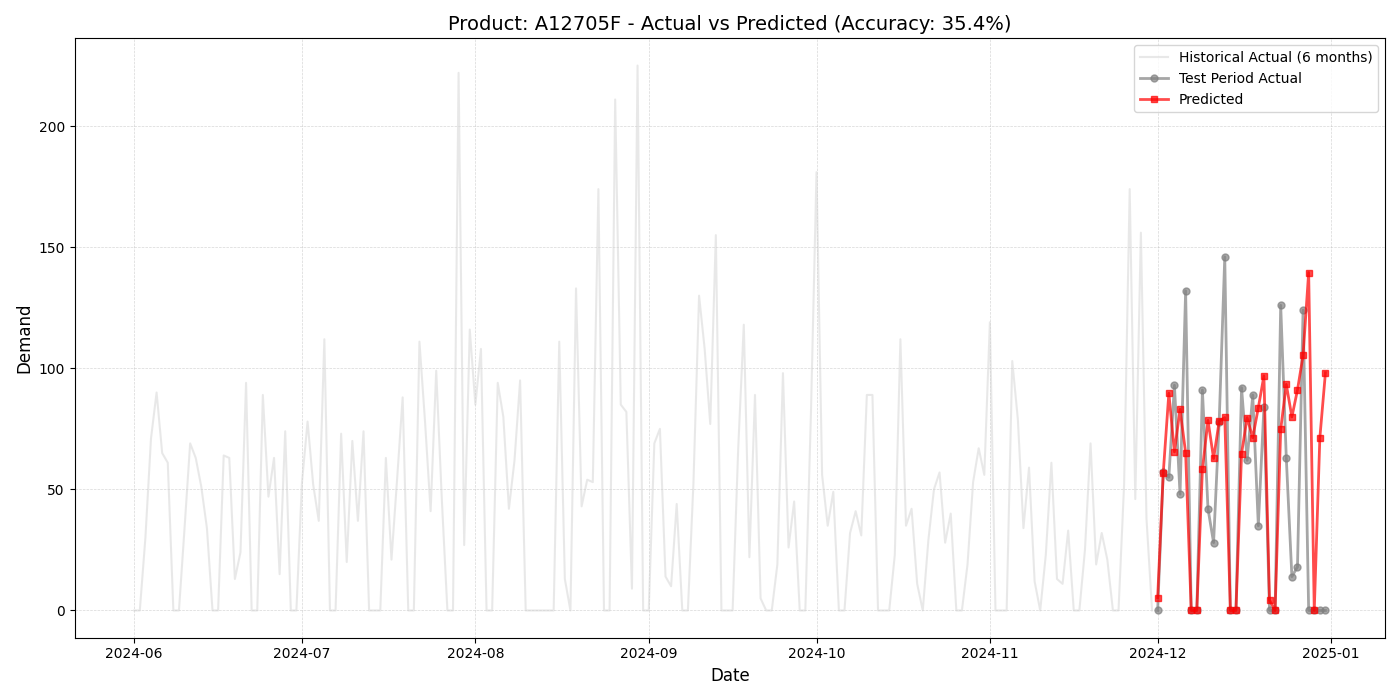 Product: A12705F - Actual vs Predicted (Accuracy: 35.4%)
Historical Actual (6 months)
Test Period Actual
Predicted
Demand
200
150
100
50
0
2024-06 2024-07 2024-08 2024-09 2024-10 2024-11 2024-12 2025-01
Date